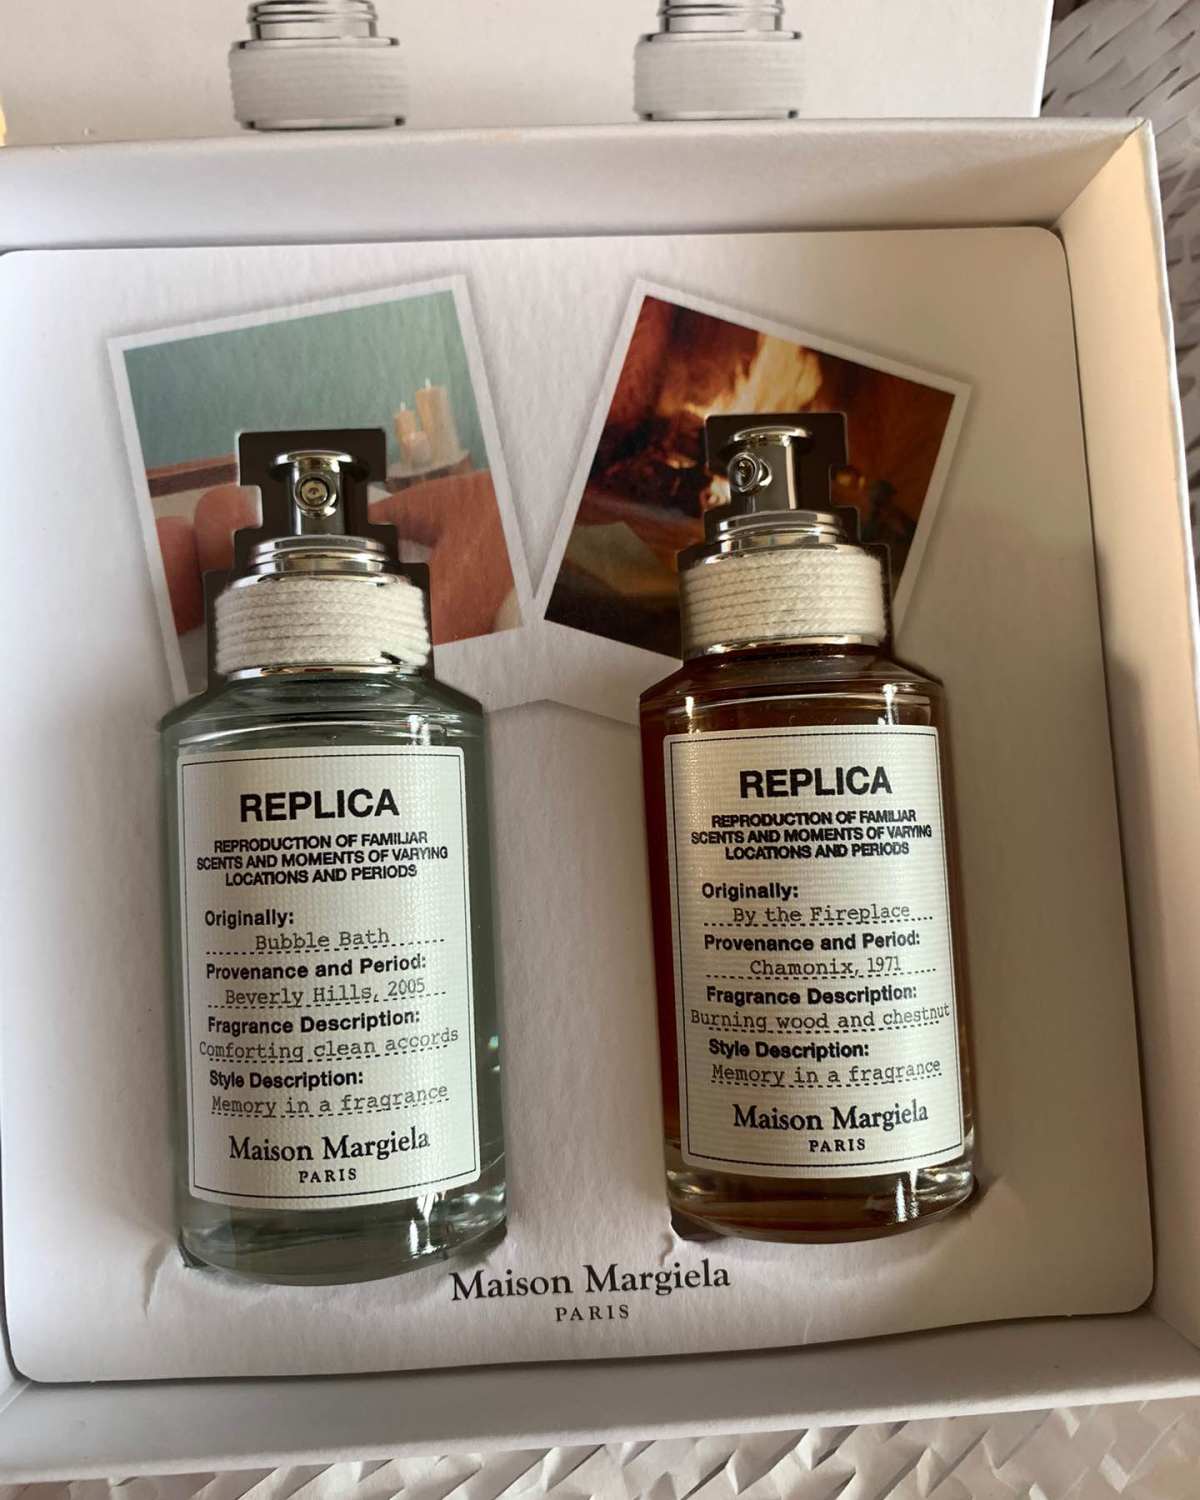 REPLICA
REPRODUCTION OF FAMILIAR
SCENTS AND MOMENTS OF VARYING
LOCATIONS AND PERIODS
Originally:
Bubble Bath
Provenance and Period:
Beverly Hills, 2005
Fragrance Description:
Comforting clean accords
Style Description:
Memory in a fragrance
Maison Margiela
PARIS
REPLICA
REPRODUCTION OF FAMILIAR
SCENTS AND MOMENTS OF VARYING
LOCATIONS AND PERIODS
Originally:
By the Fireplace
Provenance and Period:
Chamonix, 1971
Fragrance Description:
Burning wood and chestnut
Style Description:
Memory in a fragrance
Maison Margiela
PARIS
Maison Margiela
PARIS